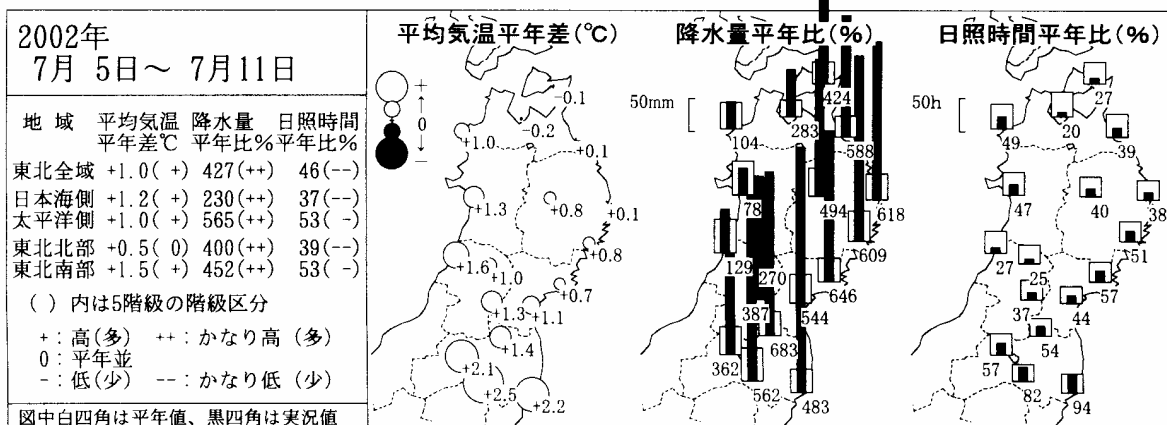 2002年
7月 5日～ 7月11日
地 域 平均気温 降水量 日照時間
平年差℃ 平年比% 平年比%
東北全域 +1.0( +) 427(++) 46(--)
日本海側 +1.2( +) 230(++) 37(--)
太平洋側 +1.0( +) 565(++) 53( -)
東北北部 +0.5( 0) 400(++) 39(--)
東北南部 +1.5( +) 452(++) 53( -)
( ) 内は5階級の階級区分
+：高(多) ++：かなり高 (多)
0：平年並
-：低(少) --：かなり低 (少)
図中白四角は平年値、黒四角は実況値
平均気温平年差(℃)
+
↑
0
↓
−
-0.1
-0.2
+1.0
+0.1
+1.3
+0.8
+0.1
+0.8
+1.6
+1.0
+0.7
+1.3
+1.1
+1.4
+2.1
+2.5
+2.2
降水量平年比(%)
50mm
424
283
104
588
78
494
618
609
129
270
646
387
544
683
362
562
483
日照時間平年比(%)
50h
27
20
49
39
47
40
38
51
27
25
57
37
44
54
57
82
94